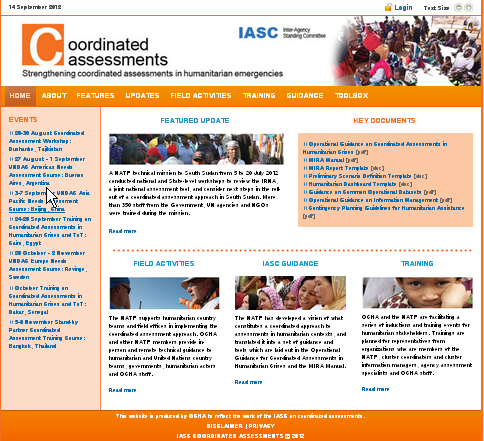 14 September 2012
Login
Text Size
Coordinated
assessments
Strengthening coordinated assessments in humanitarian emergencies
IASC
Inter-Agency
Standing Committee
HOME ABOUT FEATURES UPDATES FIELD ACTIVITIES TRAINING GUIDANCE TOOLBOX
EVENTS
28-30 August Coordinated
Assessment Workshop:
Dushanbe, Tajikistan
27 August - 1 September
UNDAC Americas Needs
Assessment Course: Buenos
Aires, Argentina
3-7 UNDAC Asia
Pacific Needs
Course: Beijing, China
24-28 September Training on
Coordinated Assessments in
Humanitarian Crises and ToT:
Cairo, Egypt
28 October - 2 November
UNDAC Europe Needs
Assessment Course:
Sweden
October Training on
Coordinated Assessments in
Humanitarian Crises and ToT:
Dakar, Senegal
5-9 November Stand-by
Partner Coordinated
Assessment Training Course:
Bangkok, Thailand
FEATURED UPDATE
A NATF technical mission to South Sudan from 5 to 20 July 2012
conducted national and State-level workshops to review the IRNA,
a joint national assessment tool, and consider next steps in the roll-
out of a coordinated approach in South Sudan. More
than 250 staff from the Government, UN agencies and NGOs
were trained during the mission.
Read more
KEY DOCUMENTS
Operational Guidance on Coordinated Assessments in
Humanitarian Crises [pdf]
MIRA Manual [pdf]
MIRA Report Template [doc]
Preliminary Scenario Definition Template [doc]
Humanitarian Dashboard Template [doc]
Guidance on Common Operational Datasets [pdf]
Operational Guidance on Information Management [pdf]
Contingency Planning Guidelines for Humanitarian Assistance
[pdf]
FIELD ACTIVITIES
The NATF supports humanitarian country
teams and field offices in implementing the
coordinated assessment approach. OCHA
and other NATF members provide in-
person and remote technical guidance to
humanitarian and United Nations country
teams, governments, humanitarian actors
and OCHA staff.
Read more
IASC GUIDANCE
The NATF has developed a vision of what
constitutes a coordinated approach to
assessments in humanitarian contexts, and
translated it into a set of guidance and
tools which are laid out in the Operational
Guidance for Coordinated Assessments in
Humanitarian Crises and the MIRA Manual.
Read more
TRAINING
OCHA and the NATF are facilitating a
series of inductions and training events for
humanitarian stakeholders. Trainings are
planned for representatives from
organizations who are members of the
NATF, cluster coordinators and cluster
information managers, agency assessment
specialists and OCHA staff.
Read more
This website is produced by OCHA to reflect the work of the IASC on coordinated assessments.
DISCLAIMER | PRIVACY
IASC COORDINATED ASSESSMENTS © 2012